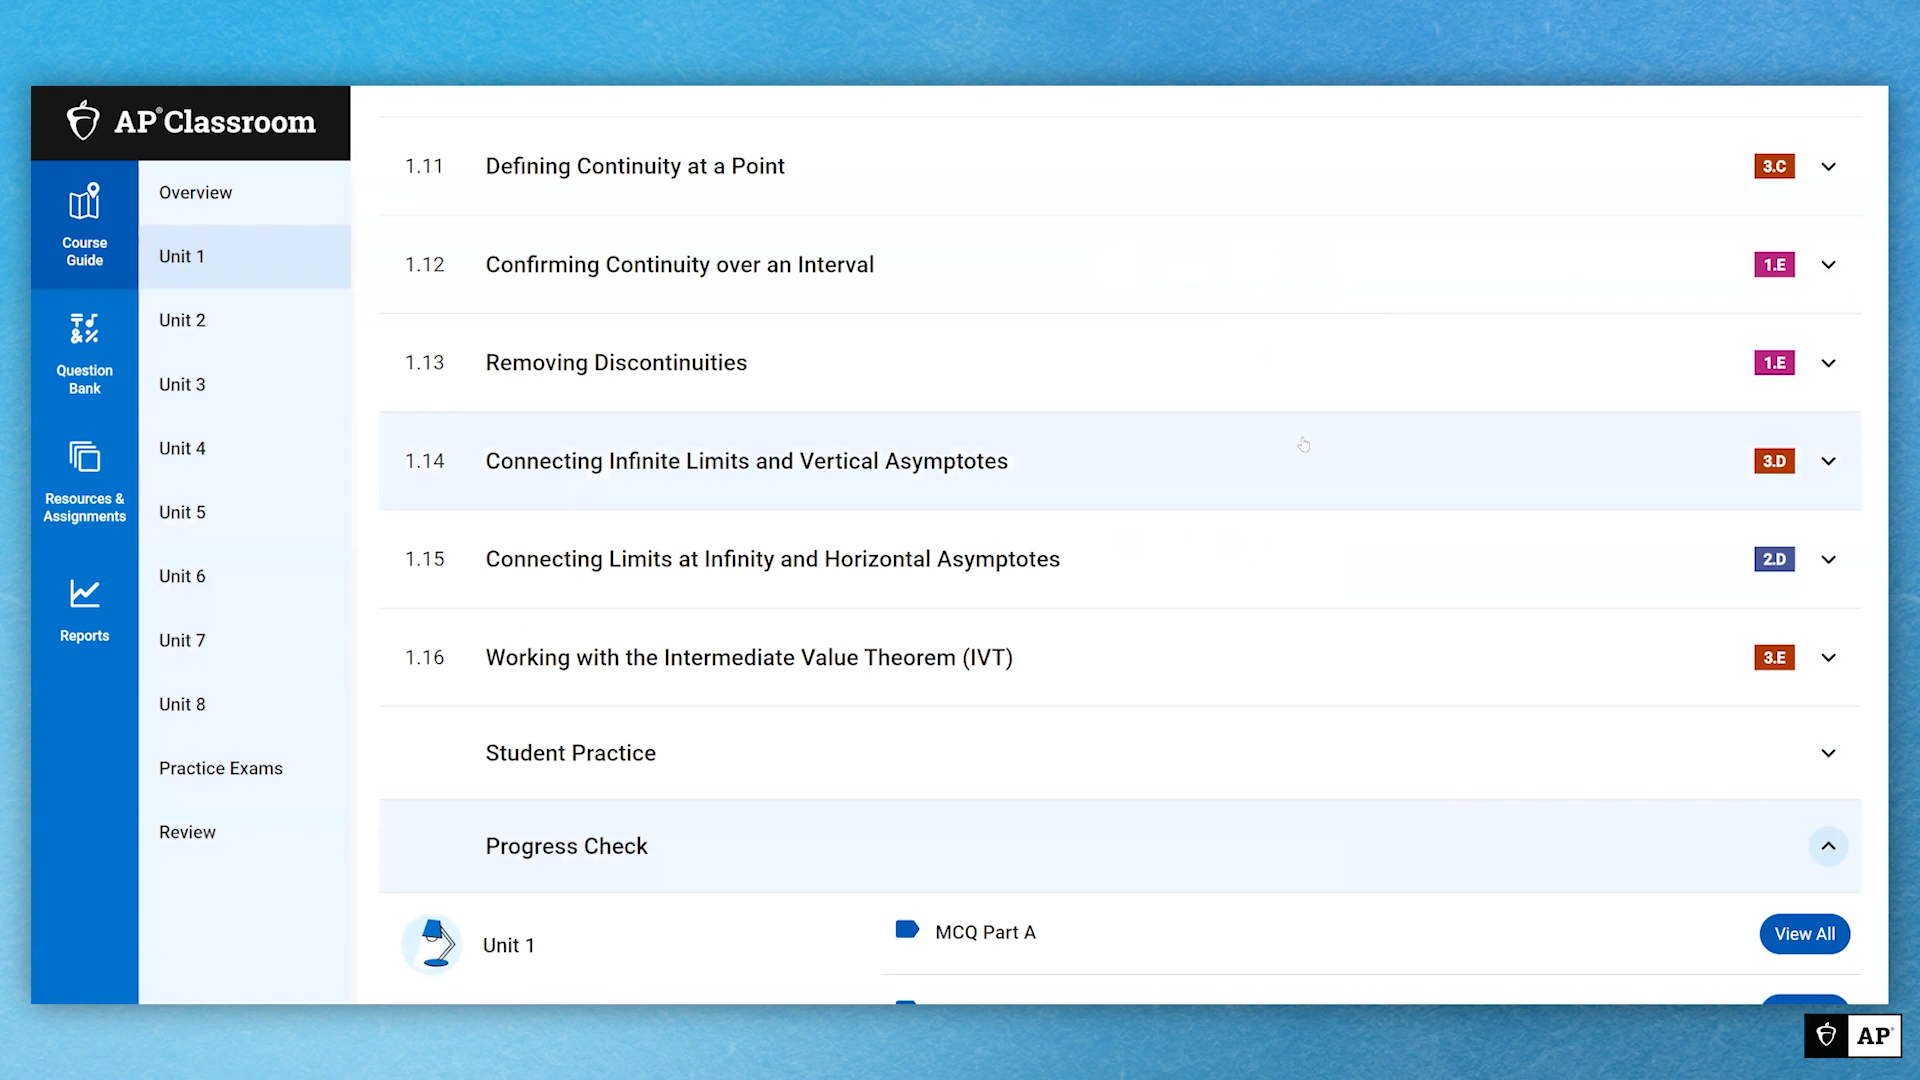 AP® Classroom
Course
Guide
Question
Bank
Resources &
Assignments
Reports
Overview
Unit 1
Unit 2
Unit 3
Unit 4
Unit 5
Unit 6
Unit 7
Unit 8
Practice Exams
Review
1.11 Defining Continuity at a Point 3.C
1.12 Confirming Continuity over an Interval 1.E
1.13 Removing Discontinuities 1.E
1.14 Connecting Infinite Limits and Vertical Asymptotes 3.D
1.15 Connecting Limits at Infinity and Horizontal Asymptotes 2.D
1.16 Working with the Intermediate Value Theorem (IVT) 3.E
Student Practice
Progress Check
Unit 1 MCQ Part A View All
AP®